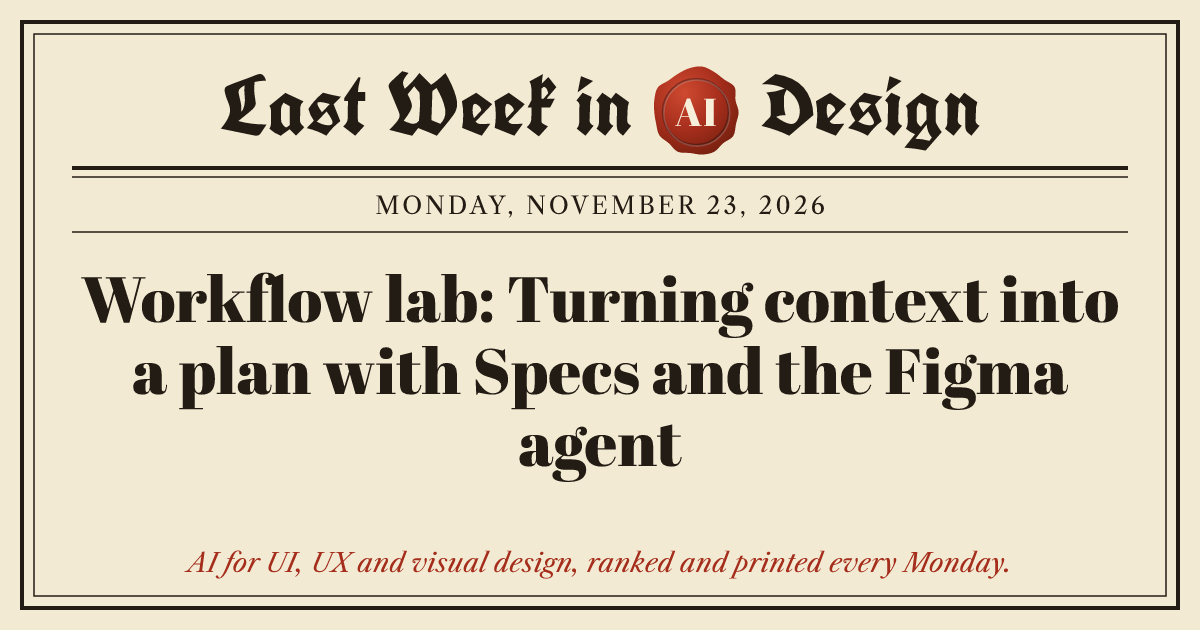 Last Week in AI Design
MONDAY, NOVEMBER 23, 2026
Workflow lab: Turning context into
a plan with Specs and the Figma
agent
AI for UI, UX and visual design, ranked and printed every Monday.